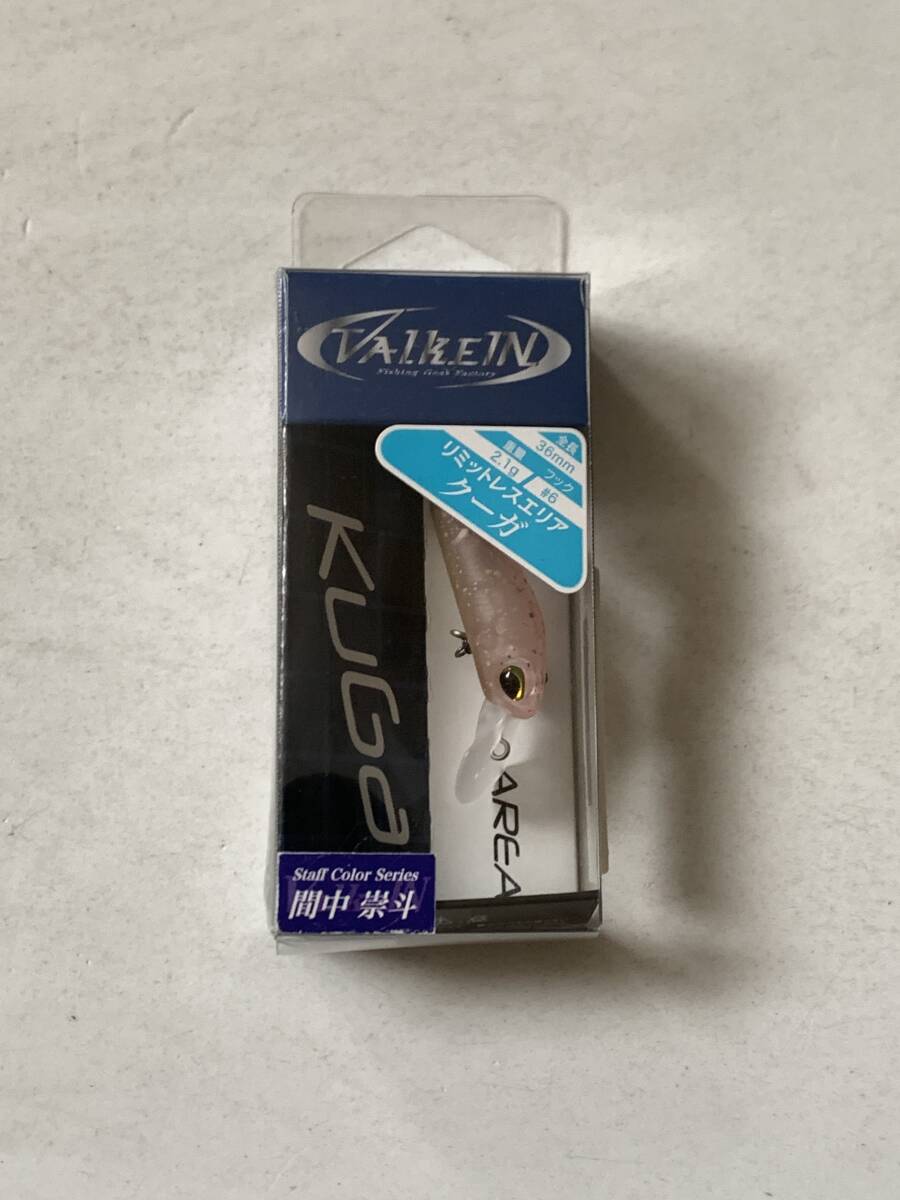 ValkeIN
Fishing Gear Factory
全長
36mm
重量 フック
2.1g #6
リミットレスエリア
クーガ
KuGa
AREA
Staff Color Series
間中 崇斗